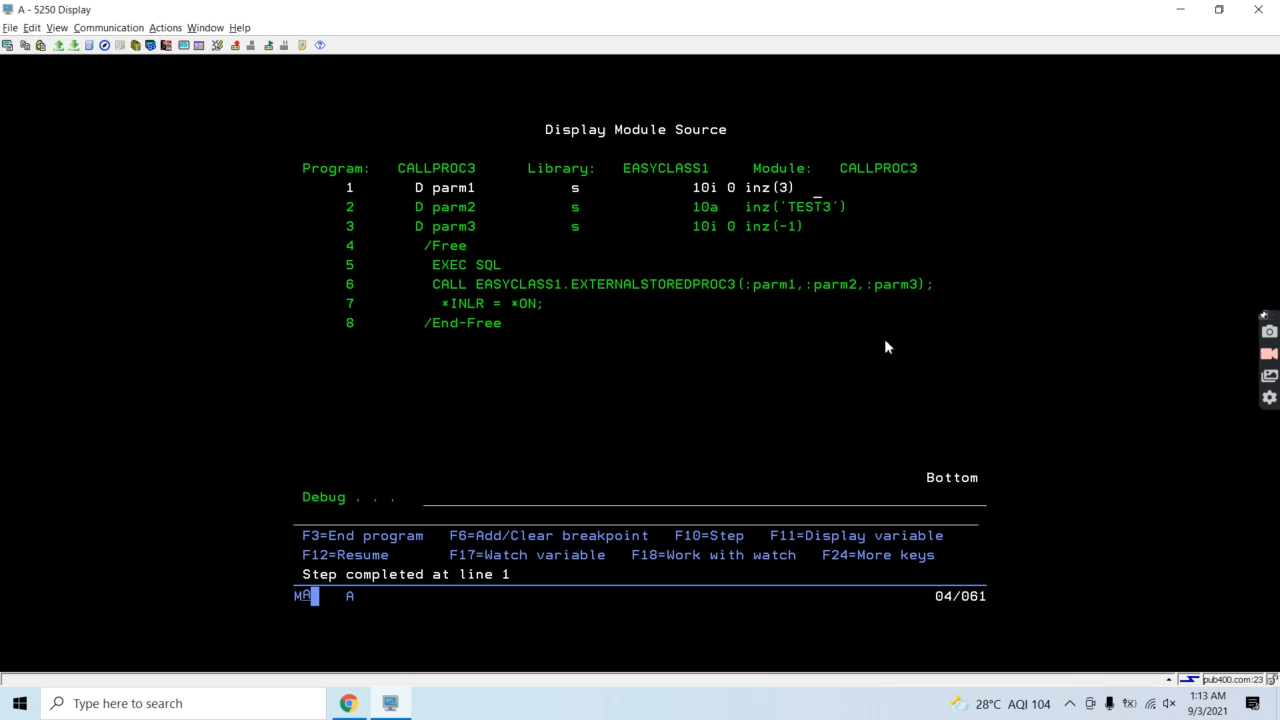 A - 5250 Display
File Edit View Communication Actions Window Help
Display Module Source
Program: CALLPROC3 Library: EASYCLASS1 Module: CALLPROC3
1 D parm1 s 10i 0 inz(3) _
2 D parm2 s 10a inz('TEST3')
3 D parm3 s 10i 0 inz(-1)
4 /Free
5 EXEC SQL
6 CALL EASYCLASS1.EXTERNALSTOREDPROC3(:parm1,:parm2,:parm3);
7 *INLR = *ON;
8 /End-Free
Bottom
Debug . . .
F3=End program F6=Add/Clear breakpoint F10=Step F11=Display variable
F12=Resume F17=Watch variable F18=Work with watch F24=More keys
Step completed at line 1
MA A 04/061
pub400.com:23
Type here to search
28°C AQI 104
1:13 AM
9/3/2021